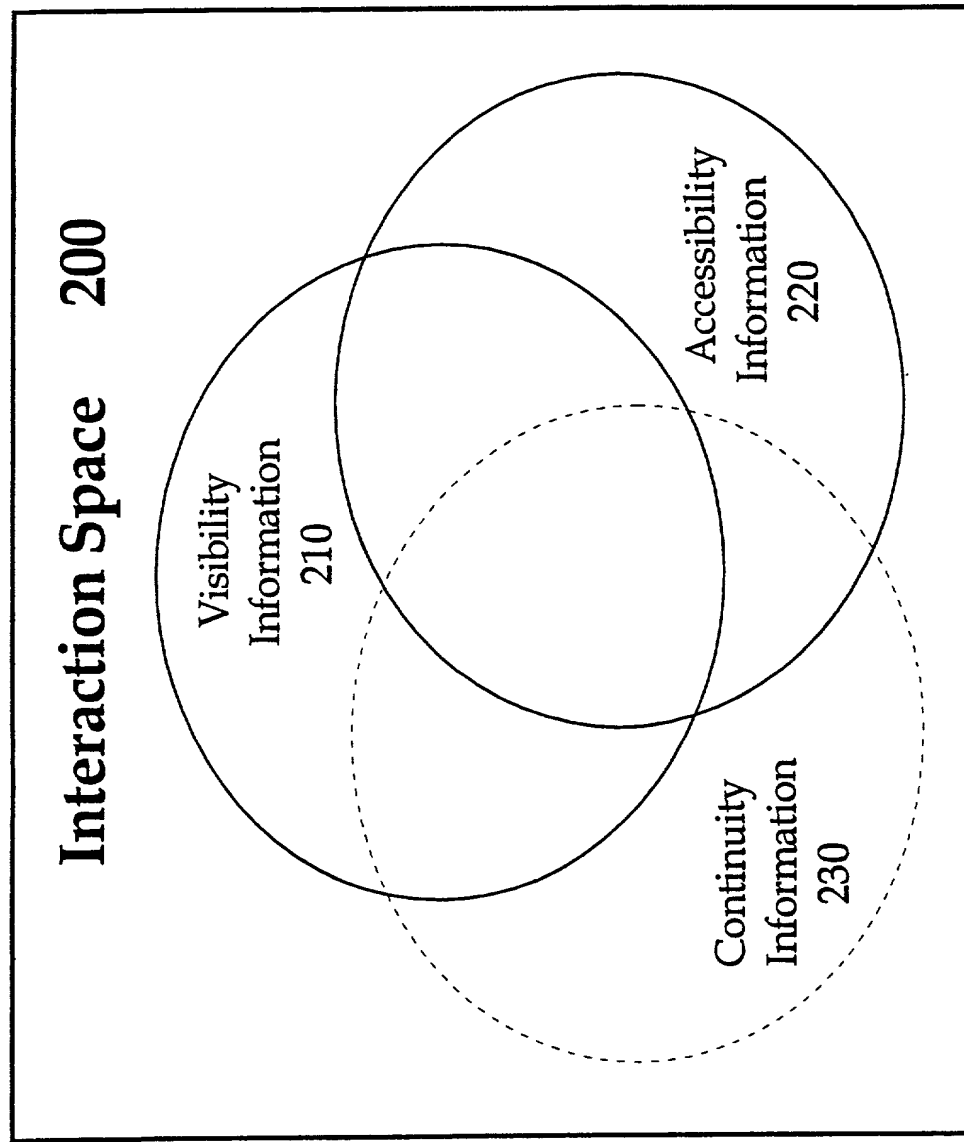 Interaction Space 200
Visibility
Information
210
Accessibility
Information
220
Continuity
Information
230